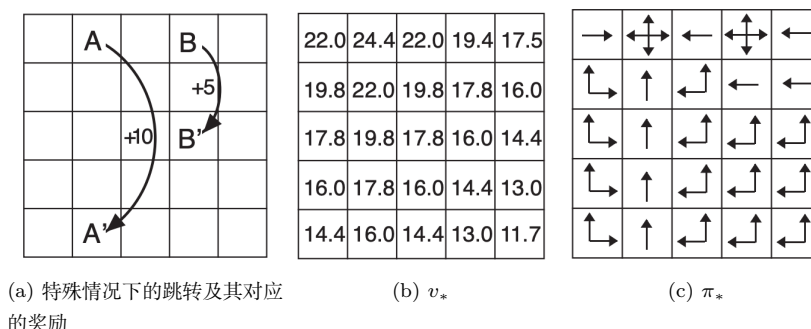 A B
+5
+10 B'
A'
22.0 24.4 22.0 19.4 17.5
19.8 22.0 19.8 17.8 16.0
17.8 19.8 17.8 16.0 14.4
16.0 17.8 16.0 14.4 13.0
14.4 16.0 14.4 13.0 11.7
(a) 特殊情况下的跳转及其对应
的奖励
(b) v*
(c) π*